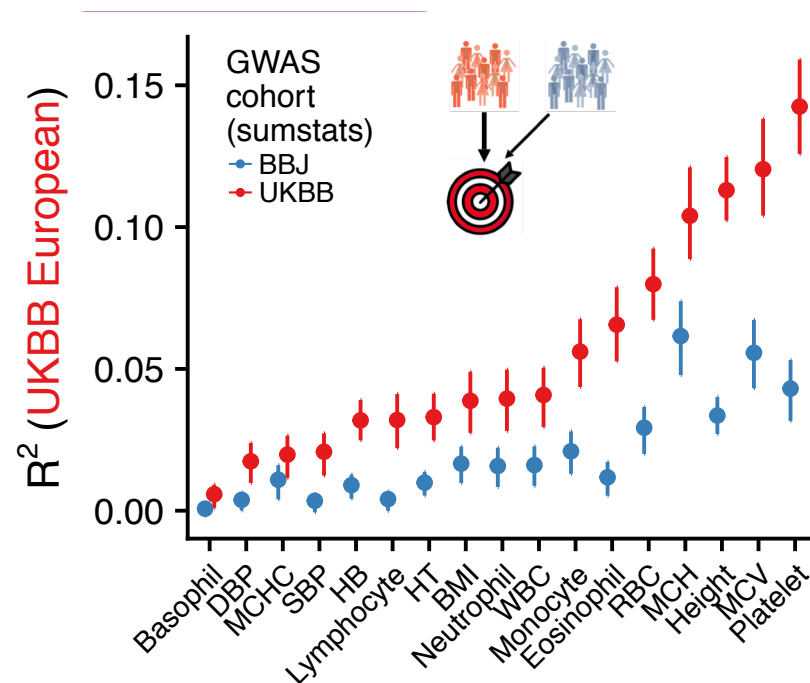 GWAS
cohort
(sumstats)
BBJ
UKBB
R² (UKBB European)
0.15
0.10
0.05
0.00
Basophil
DBP
MCHC
SBP
HB
Lymphocyte
HT
BMI
Neutrophil
WBC
Monocyte
Eosinophil
RBC
MCH
Height
MCV
Platelet